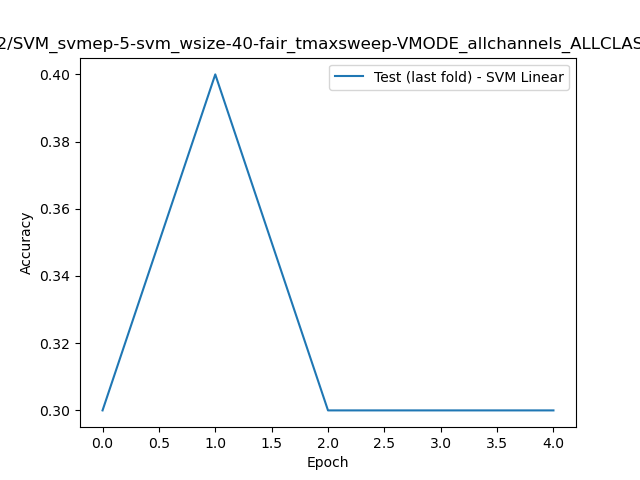 2/SVM_svmep-5-svm_wsize-40-fair_tmaxsweep-VMODE_allchannels_ALLCLAS
Test (last fold) - SVM Linear
Accuracy
0.40
0.38
0.36
0.34
0.32
0.30
0.0 0.5 1.0 1.5 2.0 2.5 3.0 3.5 4.0
Epoch